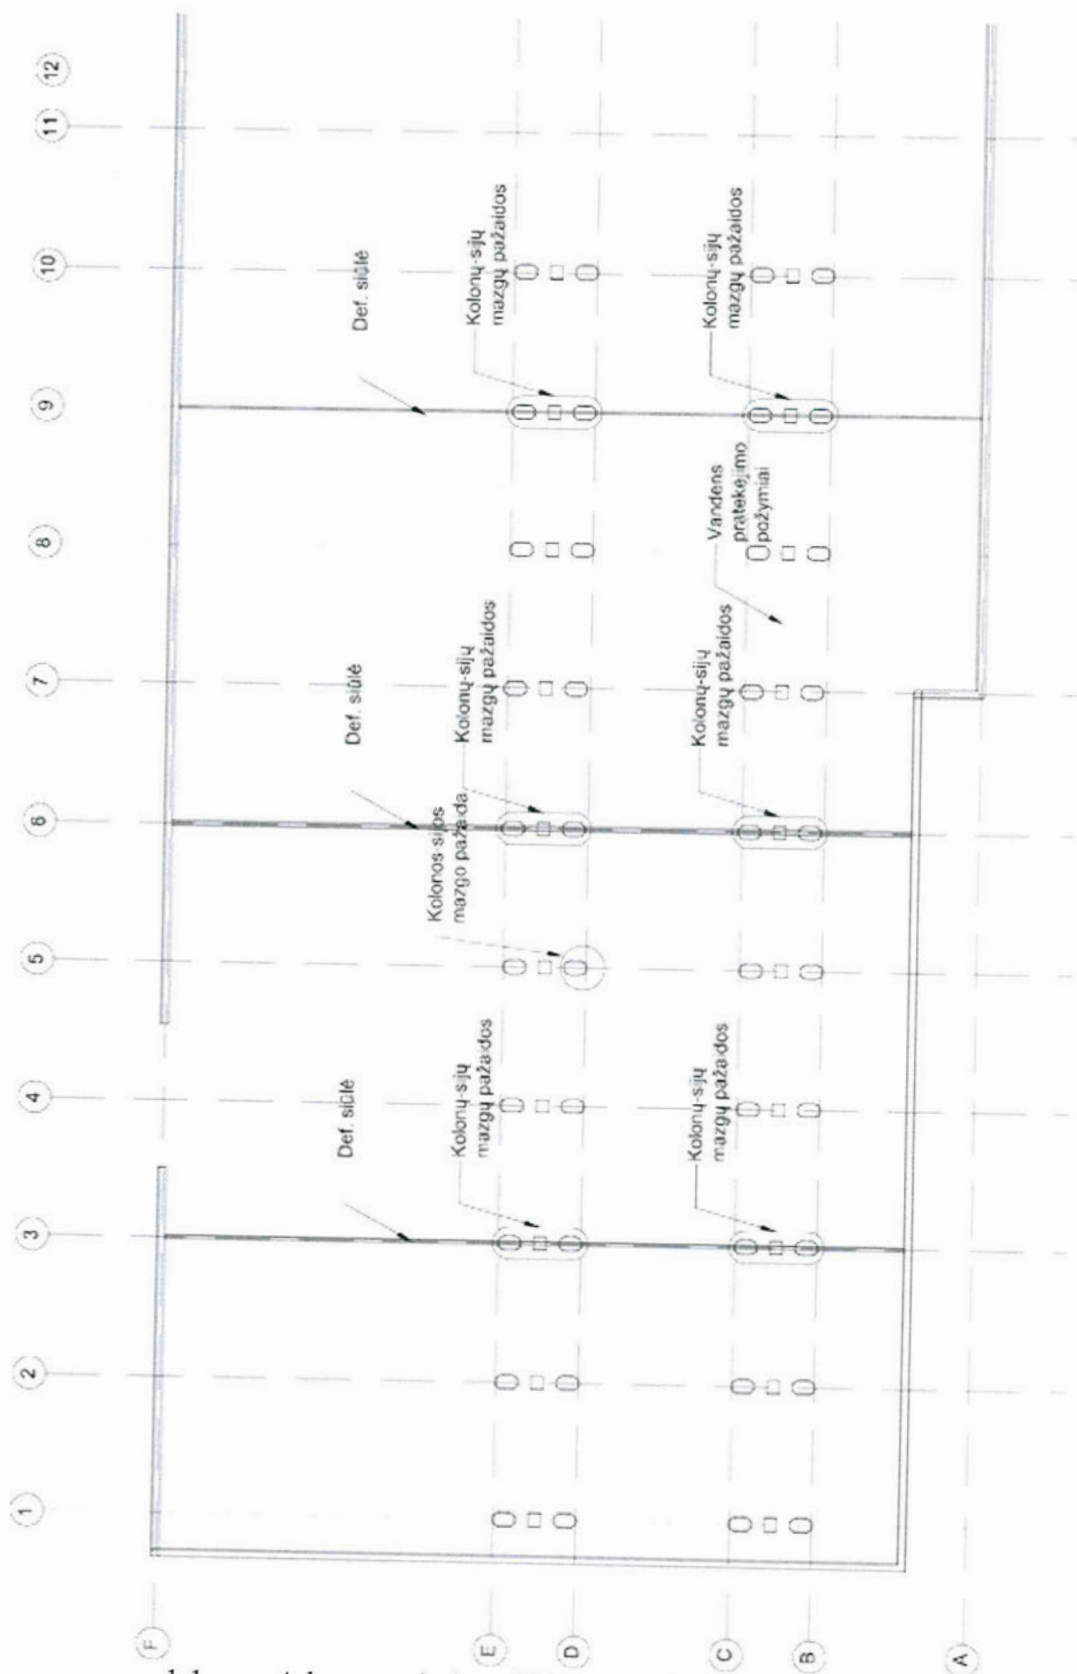 12
11
10
9
8
7
6
5
4
3
2
1
F
E
D
C
B
A
Def. siūlė
Kolonų-sijų
mazgų pažaidos
Kolonų-sijų
mazgų pažaidos
Vandens
pratekėjimo
požymiai
Def. siūlė
Kolonų-sijų
mazgų pažaidos
Kolonų-sijų
mazgų pažaidos
Kolonos-sijos
mazgo pažaida
Def. siūlė
Kolonų-sijų
mazgų pažaidos
Kolonų-sijų
mazgų pažaidos